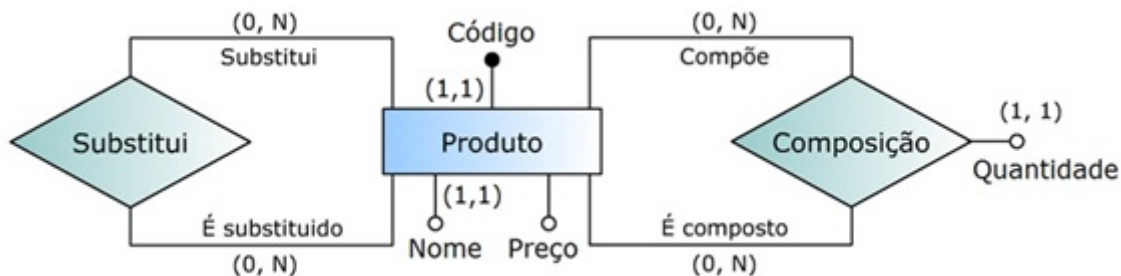 (0, N)
Substitui
Substitui
É substituido
(0, N)
Código
(1,1)
Produto
(1,1)
Nome
Preço
(0, N)
Compõe
Composição
(1, 1)
Quantidade
É composto
(0, N)